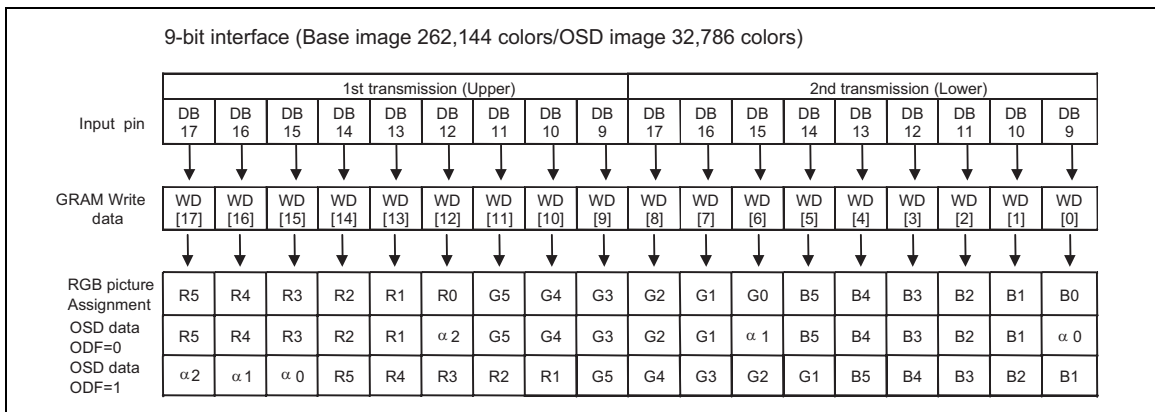 9-bit interface (Base image 262,144 colors/OSD image 32,786 colors)
1st transmission (Upper) 2nd transmission (Lower)
Input pin DB 17 DB 16 DB 15 DB 14 DB 13 DB 12 DB 11 DB 10 DB 9 DB 17 DB 16 DB 15 DB 14 DB 13 DB 12 DB 11 DB 10 DB 9
GRAM Write data WD [17] WD [16] WD [15] WD [14] WD [13] WD [12] WD [11] WD [10] WD [9] WD [8] WD [7] WD [6] WD [5] WD [4] WD [3] WD [2] WD [1] WD [0]
RGB picture Assignment R5 R4 R3 R2 R1 R0 G5 G4 G3 G2 G1 G0 B5 B4 B3 B2 B1 B0
OSD data ODF=0 R5 R4 R3 R2 R1 α2 G5 G4 G3 G2 G1 α1 B5 B4 B3 B2 B1 α0
OSD data ODF=1 α2 α1 α0 R5 R4 R3 R2 R1 G5 G4 G3 G2 G1 B5 B4 B3 B2 B1